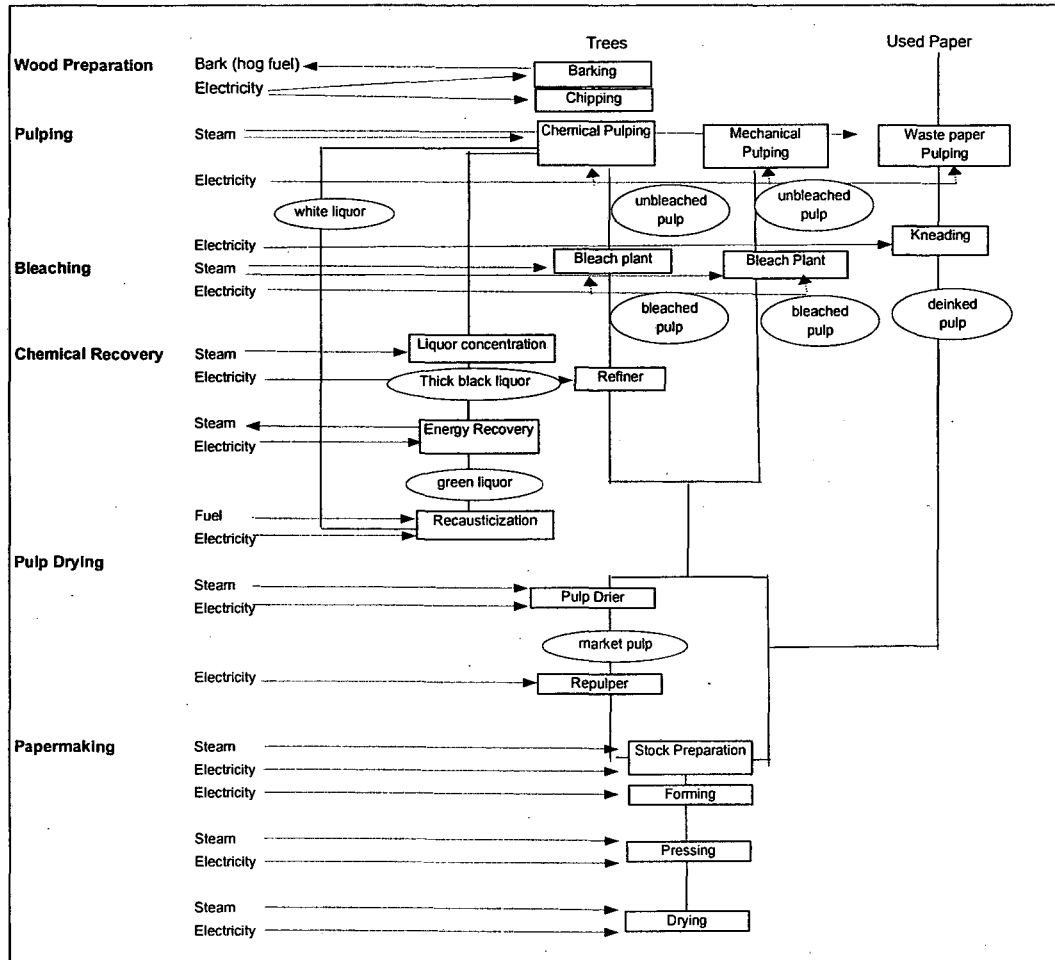 Trees
Used Paper
Wood Preparation
Bark (hog fuel)
Barking
Electricity
Chipping
Pulping
Steam
Chemical Pulping
Mechanical
Pulping
Waste paper
Pulping
Electricity
white liquor
unbleached
pulp
unbleached
pulp
Electricity
Kneading
Bleaching
Steam
Bleach plant
Bleach Plant
Electricity
bleached
pulp
bleached
pulp
deinked
pulp
Chemical Recovery
Steam
Liquor concentration
Electricity
Thick black liquor
Refiner
Steam
Energy Recovery
Electricity
green liquor
Fuel
Recausticization
Electricity
Pulp Drying
Steam
Pulp Drier
Electricity
market pulp
Electricity
Repulper
Papermaking
Steam
Stock Preparation
Electricity
Electricity
Forming
Steam
Pressing
Electricity
Steam
Drying
Electricity